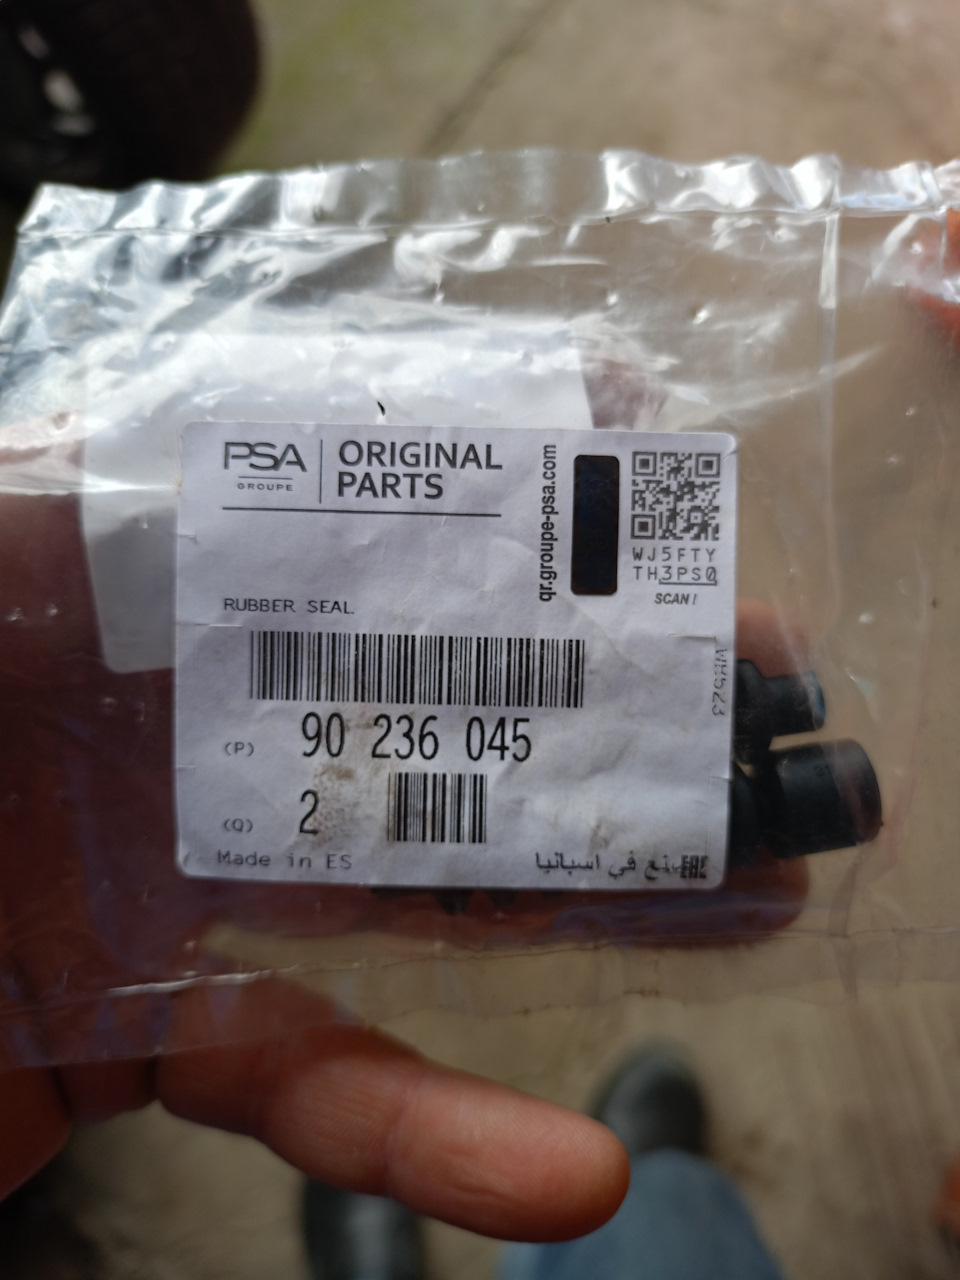 PSA
GROUPE
ORIGINAL
PARTS
qr.groupe-psa.com
WJ5FTY
TH3PS0
SCAN !
RUBBER SEAL
(P) 90 236 045
(Q) 2
Made in ES
في اسبانيا
EAC